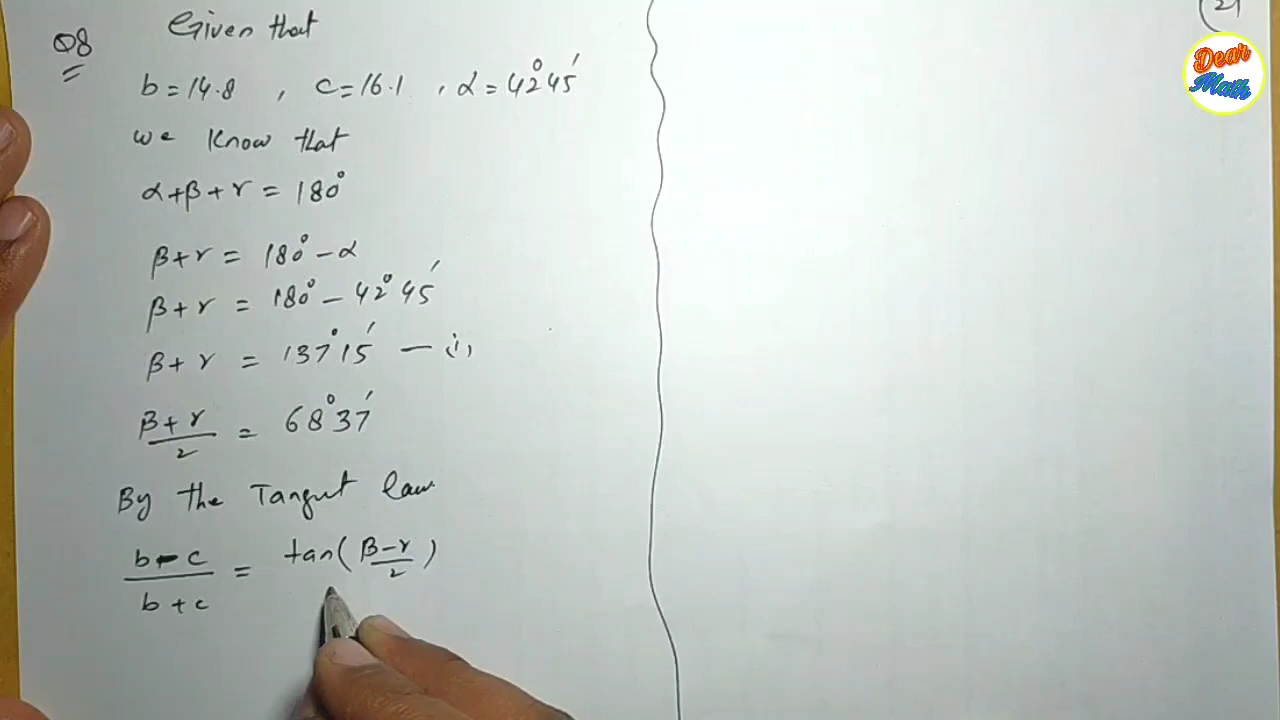 Q8 Given that
b = 14.8 , c = 16.1 , α = 42°45′
we know that
α+β+γ = 180°
β+γ = 180° − α
β+γ = 180° − 42°45′
β+γ = 137°15′ — (i)
β+γ/2 = 68°37′
By the Tangent law
b-c/b+c = tan(β−γ/2)
Dear
Math